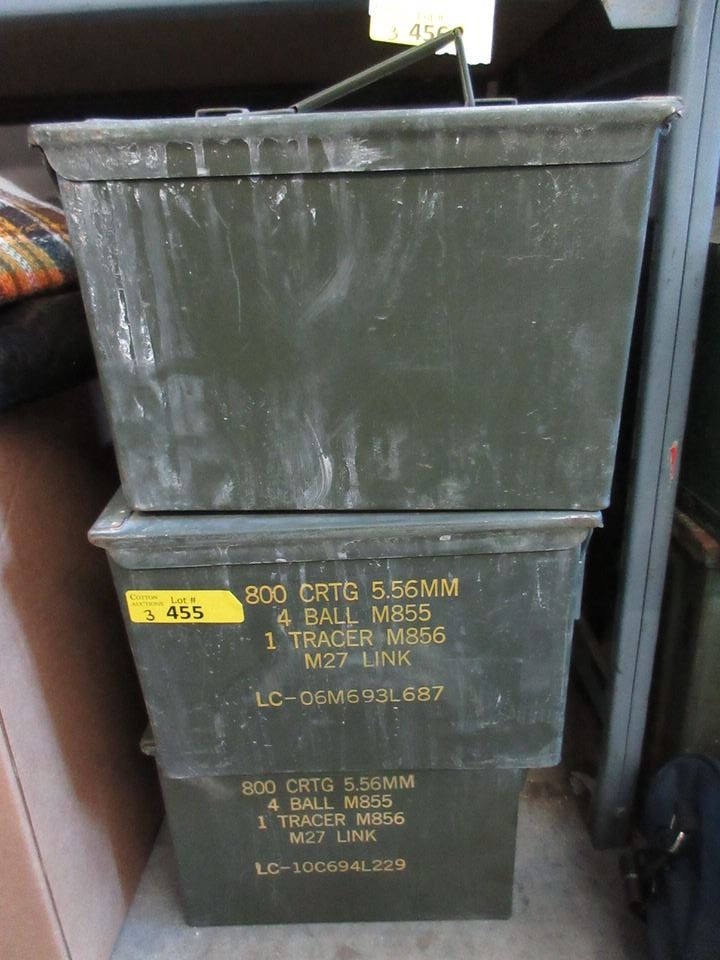 Lot #
3 456
COTTON AUCTIONS Lot #
3 455
800 CRTG 5.56MM
4 BALL M855
1 TRACER M856
M27 LINK
LC-06M693L687
800 CRTG 5.56MM
4 BALL M855
1 TRACER M856
M27 LINK
LC-10C694L229